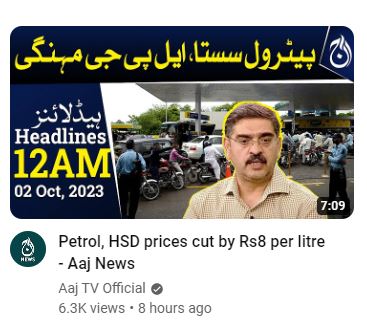 پیٹرول سستا، ایل پی جی مہنگی
ہیڈلائنز
Headlines
12AM
02 Oct, 2023
7:09
NEWS
Petrol, HSD prices cut by Rs8 per litre
- Aaj News
Aaj TV Official
6.3K views • 8 hours ago